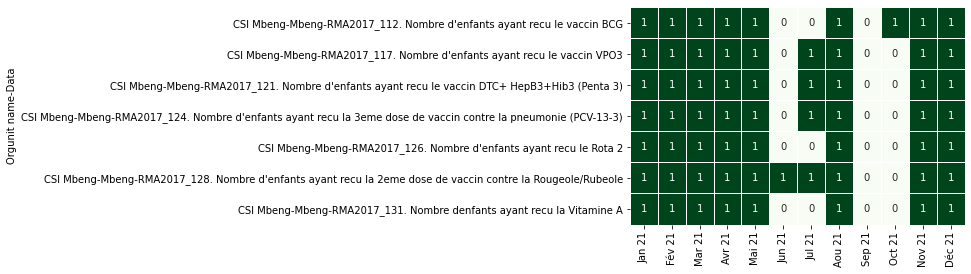 CSI Mbeng-Mbeng-RMA2017_112. Nombre d'enfants ayant recu le vaccin BCG 1 1 1 1 1 0 0 1 0 1 1 1
CSI Mbeng-Mbeng-RMA2017_117. Nombre d'enfants ayant recu le vaccin VPO3 1 1 1 1 1 0 1 1 0 0 1 1
CSI Mbeng-Mbeng-RMA2017_121. Nombre d'enfants ayant recu le vaccin DTC+ HepB3+Hib3 (Penta 3) 1 1 1 1 1 0 1 1 0 0 1 1
CSI Mbeng-Mbeng-RMA2017_124. Nombre d'enfants ayant recu la 3eme dose de vaccin contre la pneumonie (PCV-13-3) 1 1 1 1 1 0 1 1 0 0 1 1
CSI Mbeng-Mbeng-RMA2017_126. Nombre d'enfants ayant recu le Rota 2 1 1 1 1 1 0 0 1 0 0 1 1
CSI Mbeng-Mbeng-RMA2017_128. Nombre d'enfants ayant recu la 2eme dose de vaccin contre la Rougeole/Rubeole 1 1 1 1 1 1 1 1 0 0 1 1
CSI Mbeng-Mbeng-RMA2017_131. Nombre denfants ayant recu la Vitamine A 1 1 1 1 1 0 0 1 0 0 1 1
Orgunit name-Data
Jan 21
Fév 21
Mar 21
Avr 21
Mai 21
Jun 21
Jul 21
Aou 21
Sep 21
Oct 21
Nov 21
Déc 21